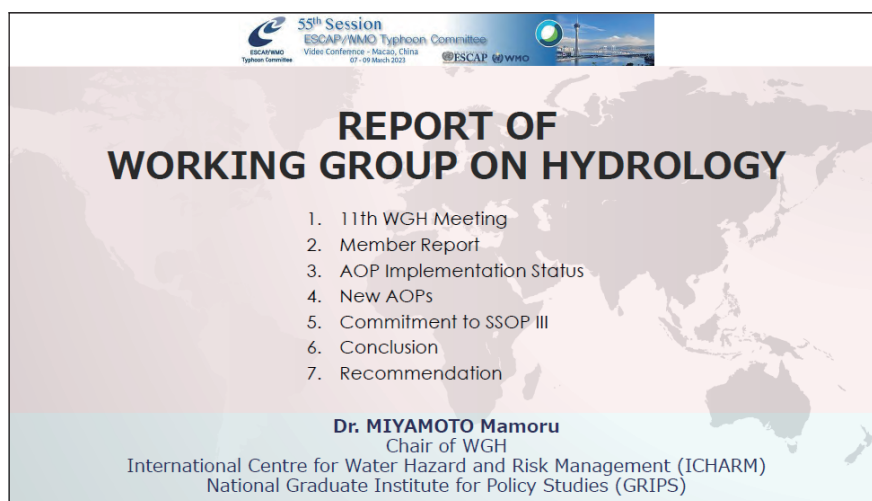 55th Session
ESCAP/WMO Typhoon Committee
Video Conference – Macao, China
07 - 09 March 2023
ESCAP/WMO
Typhoon Committee
ESCAP WMO
REPORT OF
WORKING GROUP ON HYDROLOGY
1. 11th WGH Meeting
2. Member Report
3. AOP Implementation Status
4. New AOPs
5. Commitment to SSOP III
6. Conclusion
7. Recommendation
Dr. MIYAMOTO Mamoru
Chair of WGH
International Centre for Water Hazard and Risk Management (ICHARM)
National Graduate Institute for Policy Studies (GRIPS)